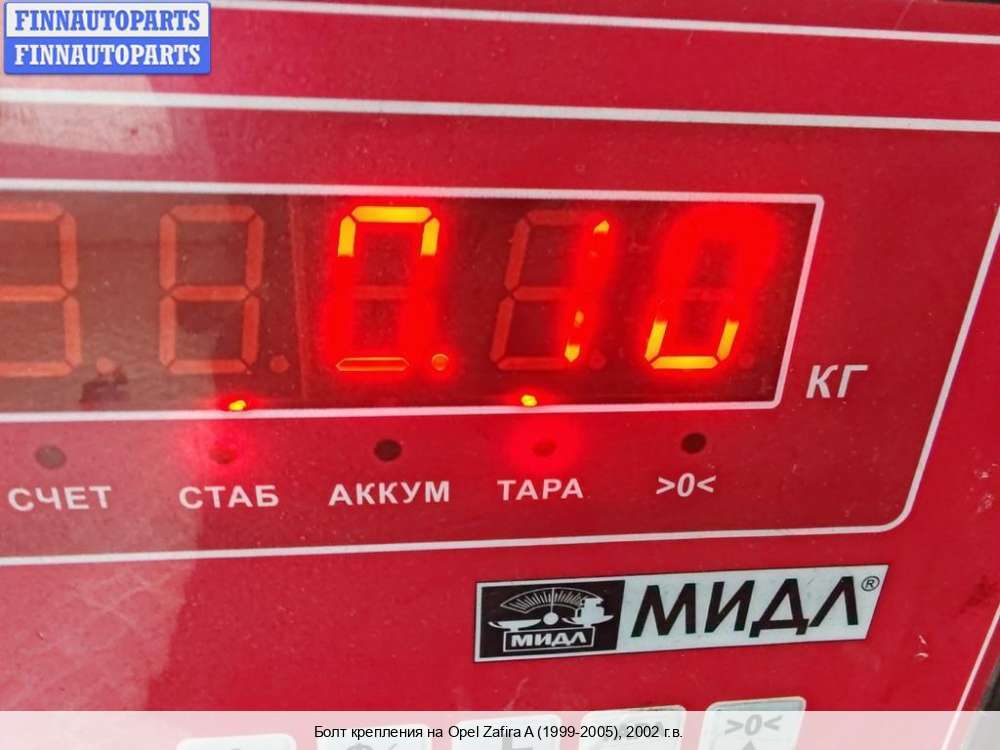 FINNAUTOPARTS
FINNAUTOPARTS
0.10
КГ
СЧЕТ СТАБ АККУМ ТАРА >0<
МИДЛ МИДЛ®
>0<
Болт крепления на Opel Zafira A (1999-2005), 2002 г.в.